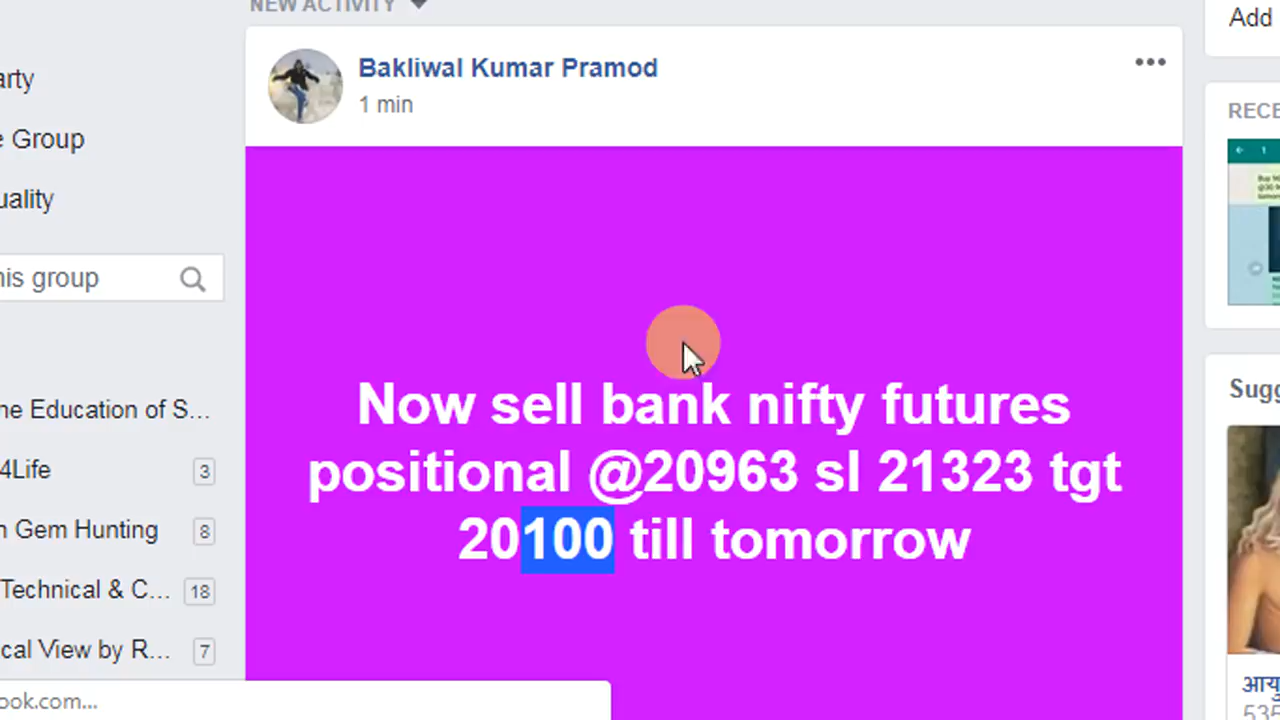 NEW ACTIVITY
Add
Bakliwal Kumar Pramod
1 min
arty
RECE
e Group
uality
his group
Now sell bank nifty futures
positional @20963 sl 21323 tgt
20100 till tomorrow
Sugg
ne Education of S...
4Life 3
n Gem Hunting 8
Technical & C... 18
cal View by R... 7
ook.com...
आयु
535